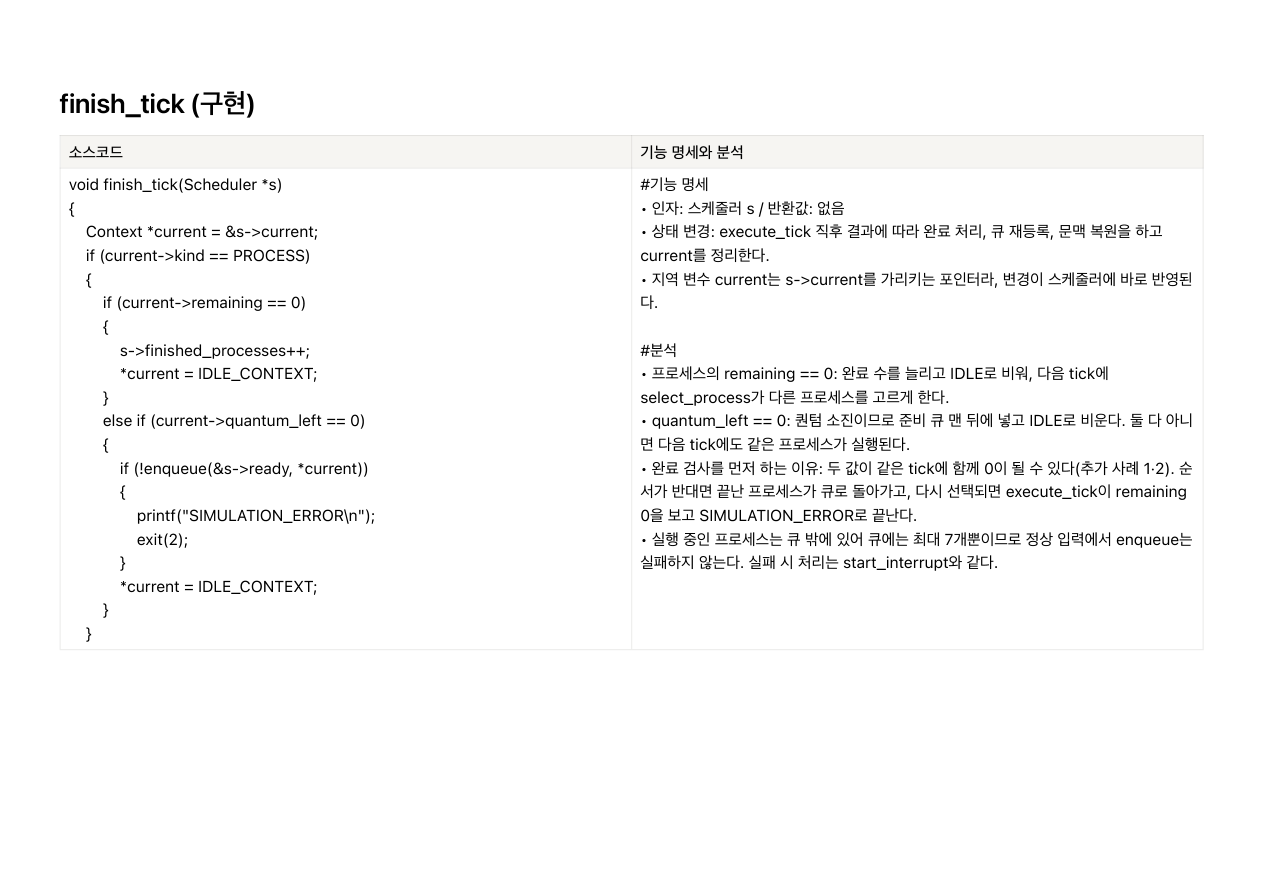 finish_tick (구현)
소스코드
기능 명세와 분석
void finish_tick(Scheduler *s)
{
    Context *current = &s->current;
    if (current->kind == PROCESS)
    {
        if (current->remaining == 0)
        {
            s->finished_processes++;
            *current = IDLE_CONTEXT;
        }
        else if (current->quantum_left == 0)
        {
            if (!enqueue(&s->ready, *current))
            {
                printf("SIMULATION_ERROR\n");
                exit(2);
            }
            *current = IDLE_CONTEXT;
        }
    }
#기능 명세
• 인자: 스케줄러 s / 반환값: 없음
• 상태 변경: execute_tick 직후 결과에 따라 완료 처리, 큐 재등록, 문맥 복원을 하고
current를 정리한다.
• 지역 변수 current는 s->current를 가리키는 포인터라, 변경이 스케줄러에 바로 반영된
다.
#분석
• 프로세스의 remaining == 0: 완료 수를 늘리고 IDLE로 비워, 다음 tick에
select_process가 다른 프로세스를 고르게 한다.
• quantum_left == 0: 퀀텀 소진이므로 준비 큐 맨 뒤에 넣고 IDLE로 비운다. 둘 다 아니
면 다음 tick에도 같은 프로세스가 실행된다.
• 완료 검사를 먼저 하는 이유: 두 값이 같은 tick에 함께 0이 될 수 있다(추가 사례 1·2). 순
서가 반대면 끝난 프로세스가 큐로 돌아가고, 다시 선택되면 execute_tick이 remaining
0을 보고 SIMULATION_ERROR로 끝난다.
• 실행 중인 프로세스는 큐 밖에 있어 큐에는 최대 7개뿐이므로 정상 입력에서 enqueue는
실패하지 않는다. 실패 시 처리는 start_interrupt와 같다.